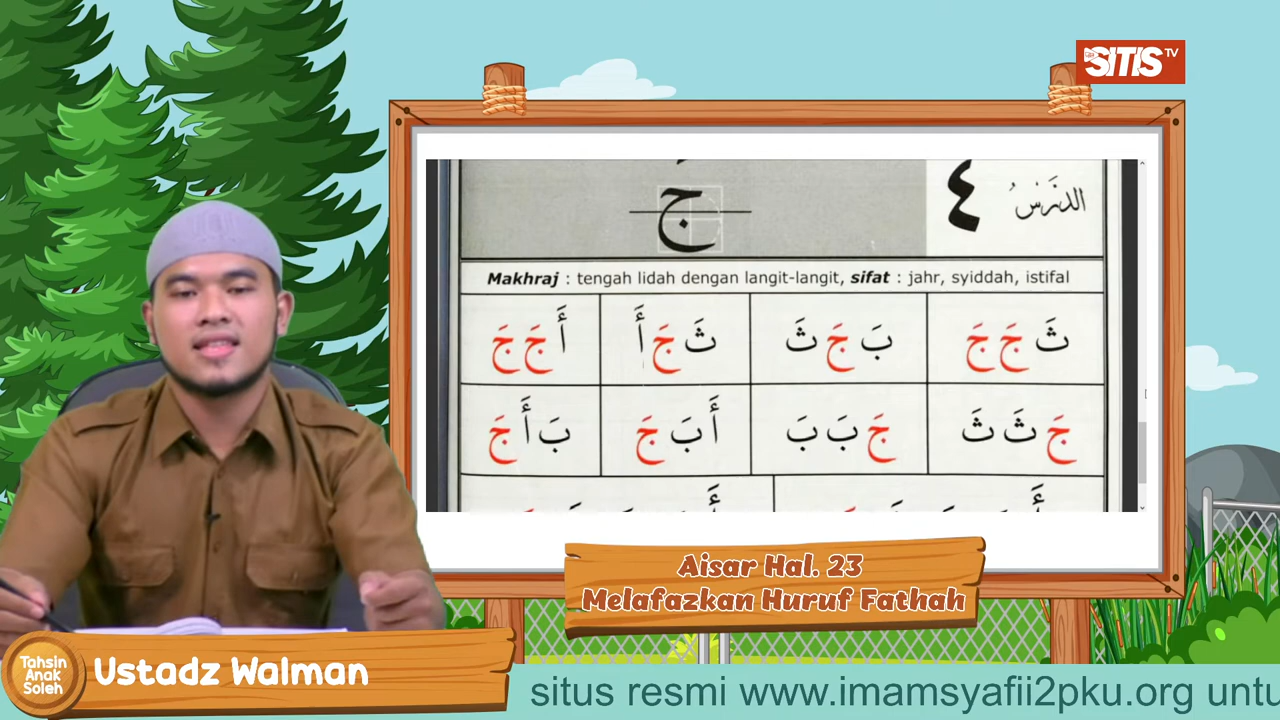 SITIS TV
الدَّرْسُ ٤
جَ
Makhraj : tengah lidah dengan langit-langit, sifat : jahr, syiddah, istifal
ثَ جَ جَ
بَ جَ ثَ
ثَ جَ أَ
أَ جَ جَ
جَ ثَ ثَ
جَ بَ بَ
أَ بَ جَ
بَ أَ جَ
Aisar Hal. 23
Melafazkan Huruf Fathah
Tahsin
Anak
Soleh
Ustadz Walman
situs resmi www.imamsyafii2pku.org